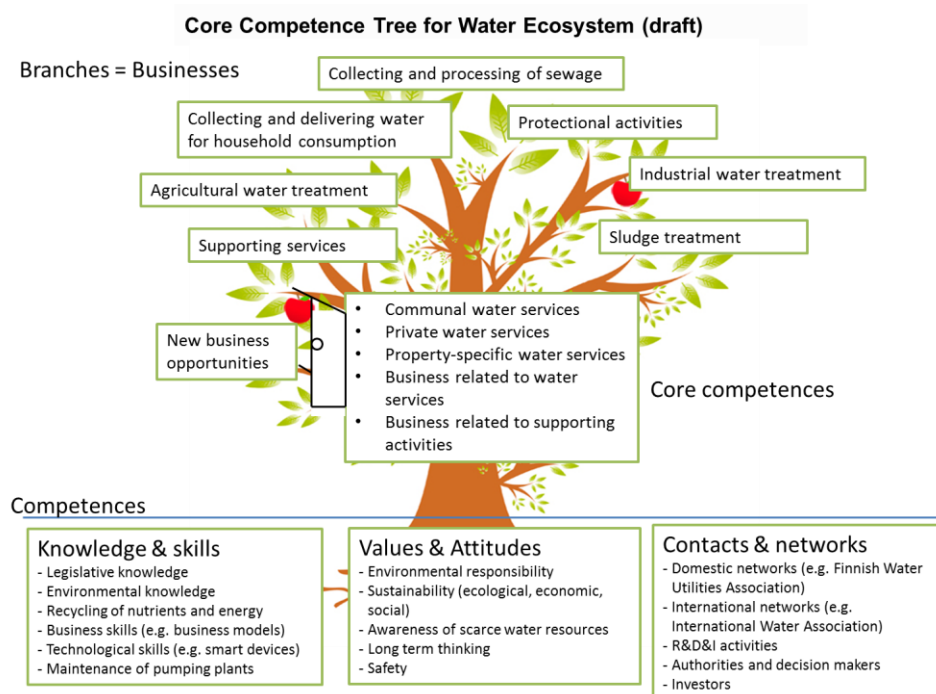 Core Competence Tree for Water Ecosystem (draft)
Branches = Businesses
Collecting and processing of sewage
Collecting and delivering water
for household consumption
Protectional activities
Agricultural water treatment
Industrial water treatment
Supporting services
Sludge treatment
New business
opportunities
• Communal water services
• Private water services
• Property-specific water services
• Business related to water
services
• Business related to supporting
activities
Core competences
Competences
Knowledge & skills
- Legislative knowledge
- Environmental knowledge
- Recycling of nutrients and energy
- Business skills (e.g. business models)
- Technological skills (e.g. smart devices)
- Maintenance of pumping plants
Values & Attitudes
- Environmental responsibility
- Sustainability (ecological, economic,
social)
- Awareness of scarce water resources
- Long term thinking
- Safety
Contacts & networks
- Domestic networks (e.g. Finnish Water
Utilities Association)
- International networks (e.g.
International Water Association)
- R&D&I activities
- Authorities and decision makers
- Investors